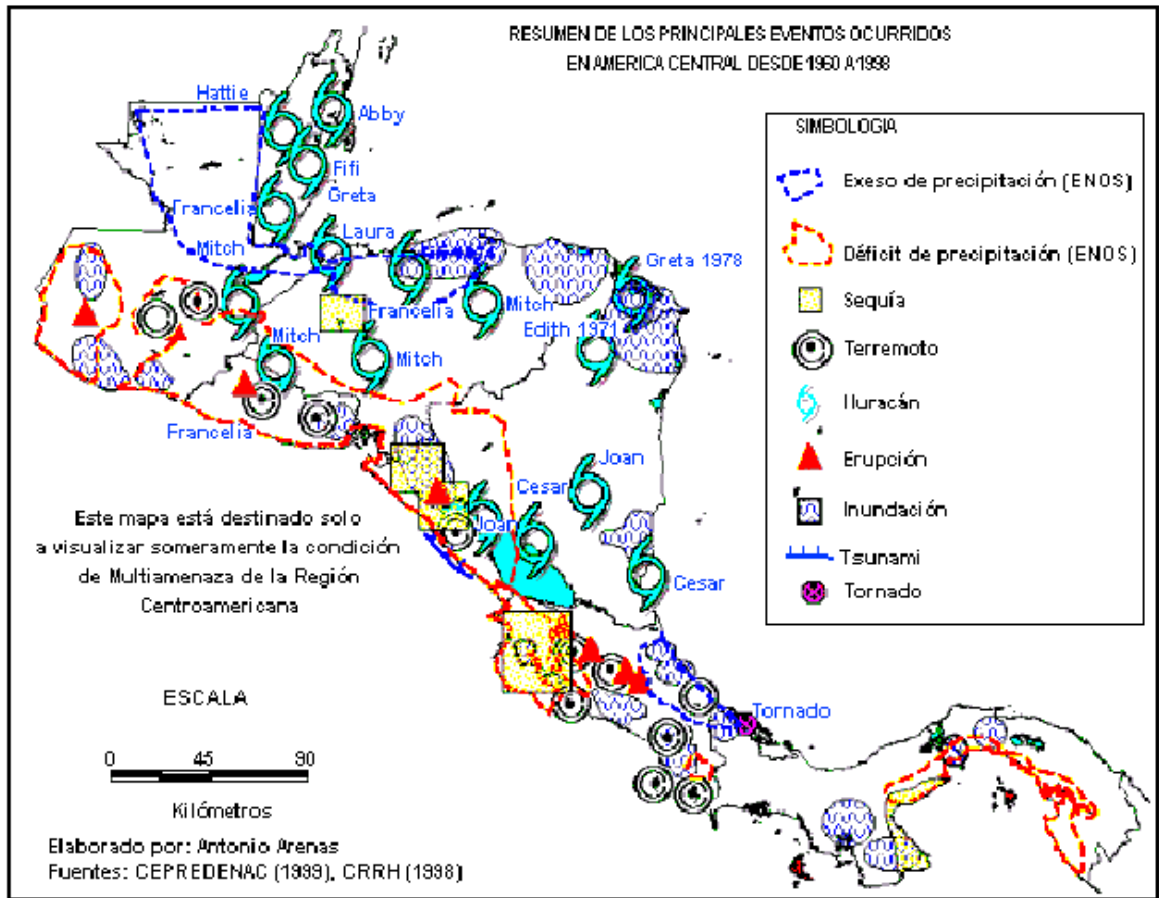 RESUMEN DE LOS PRINCIPALES EVENTOS OCURRIDOS
EN AMERICA CENTRAL DESDE 1960 A 1998
Hattie
Abby
Fifi
Greta
Francelia
Mitch
Laura
Greta 1978
Francelia
Mitch
Edith 1971
Mitch
Mitch
Francelia
Joan
Cesar
Joan
Cesar
Tornado
SIMBOLOGIA
Exeso de precipitación (ENOS)
Déficit de precipitación (ENOS)
Sequía
Terremoto
Iluracán
Erupción
Inundación
Tsunami
Tornado
Este mapa está destinado solo
a visualizar someramente la condición
de Multiamenaza de la Región
Centroamericana
ESCALA
0 45 90
Kilómetros
Elaborado por: Antonio Arenas
Fuentes: CEPREDENAC (1999), CRRH (1998)